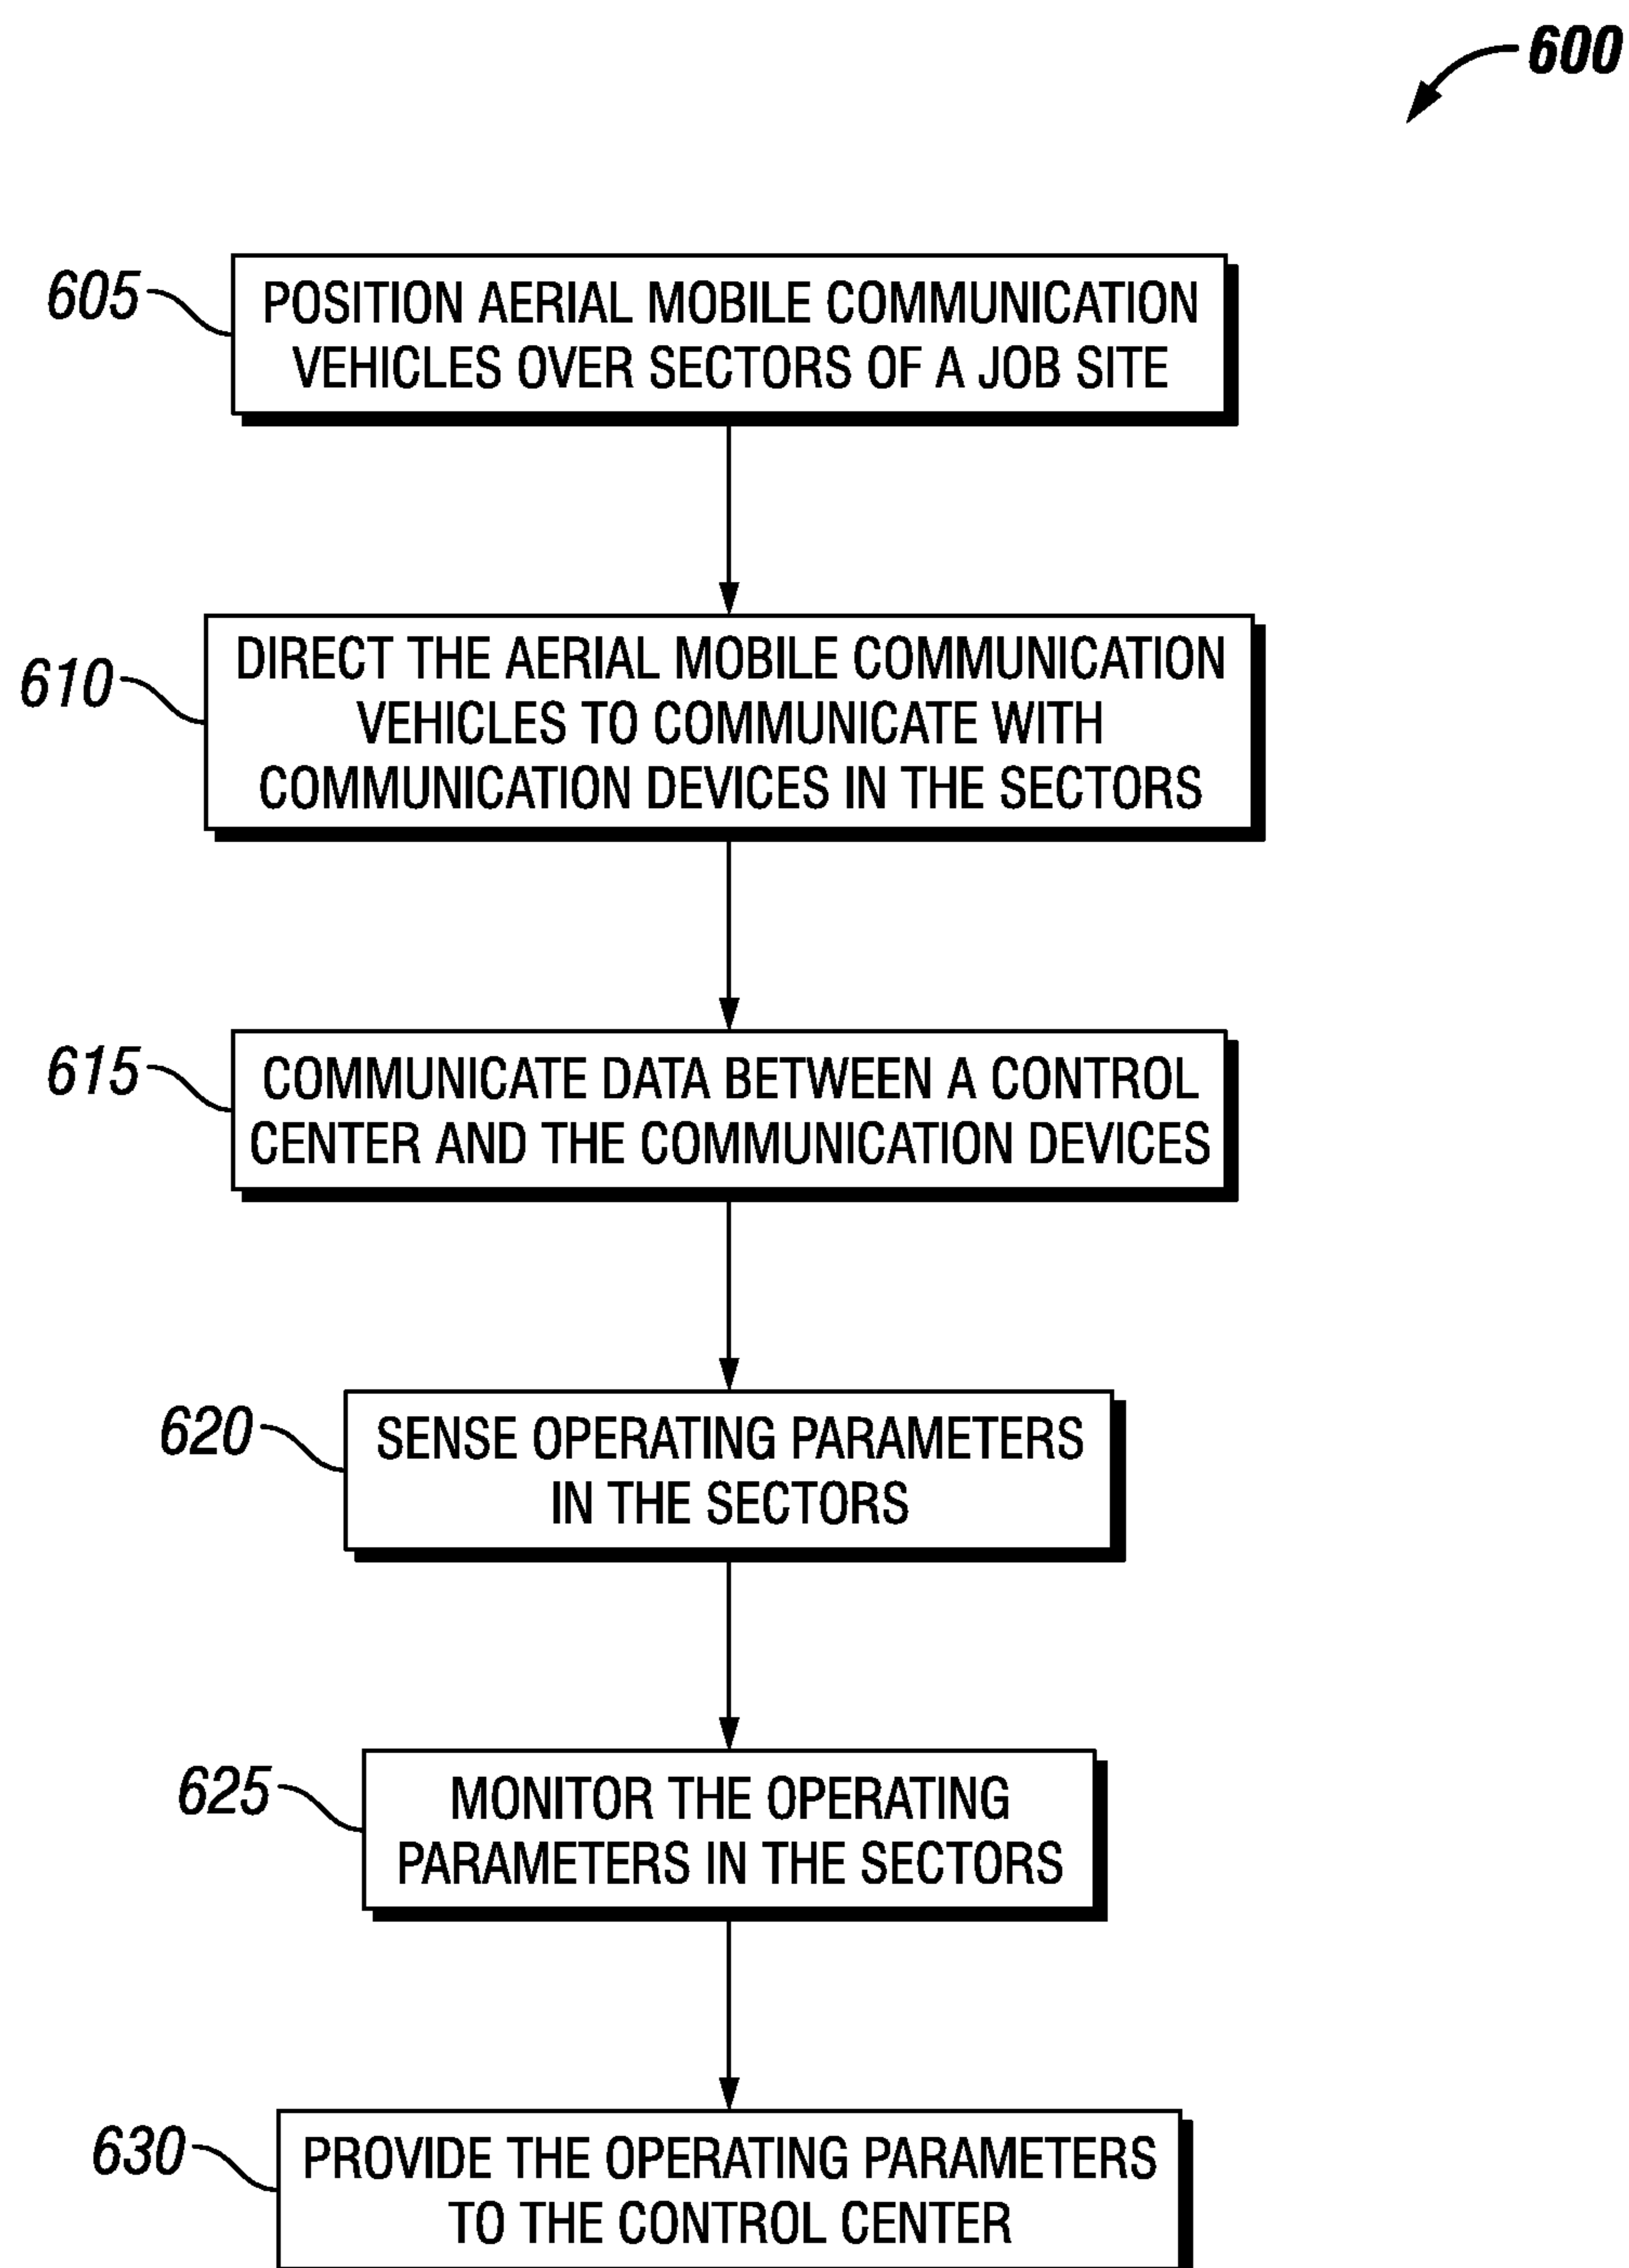 600
605
POSITION AERIAL MOBILE COMMUNICATION
VEHICLES OVER SECTORS OF A JOB SITE
610
DIRECT THE AERIAL MOBILE COMMUNICATION
VEHICLES TO COMMUNICATE WITH
COMMUNICATION DEVICES IN THE SECTORS
615
COMMUNICATE DATA BETWEEN A CONTROL
CENTER AND THE COMMUNICATION DEVICES
620
SENSE OPERATING PARAMETERS
IN THE SECTORS
625
MONITOR THE OPERATING
PARAMETERS IN THE SECTORS
630
PROVIDE THE OPERATING PARAMETERS
TO THE CONTROL CENTER